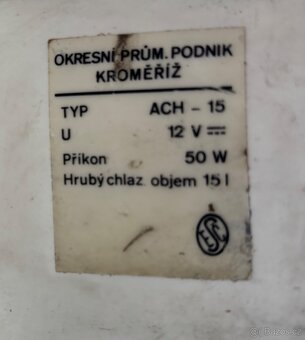 OKRESNÍ PRŮM. PODNIK
KROMĚŘÍŽ
TYP ACH - 15
U 12 V ⎓
Příkon 50 W
Hrubý chlaz. objem 15 l